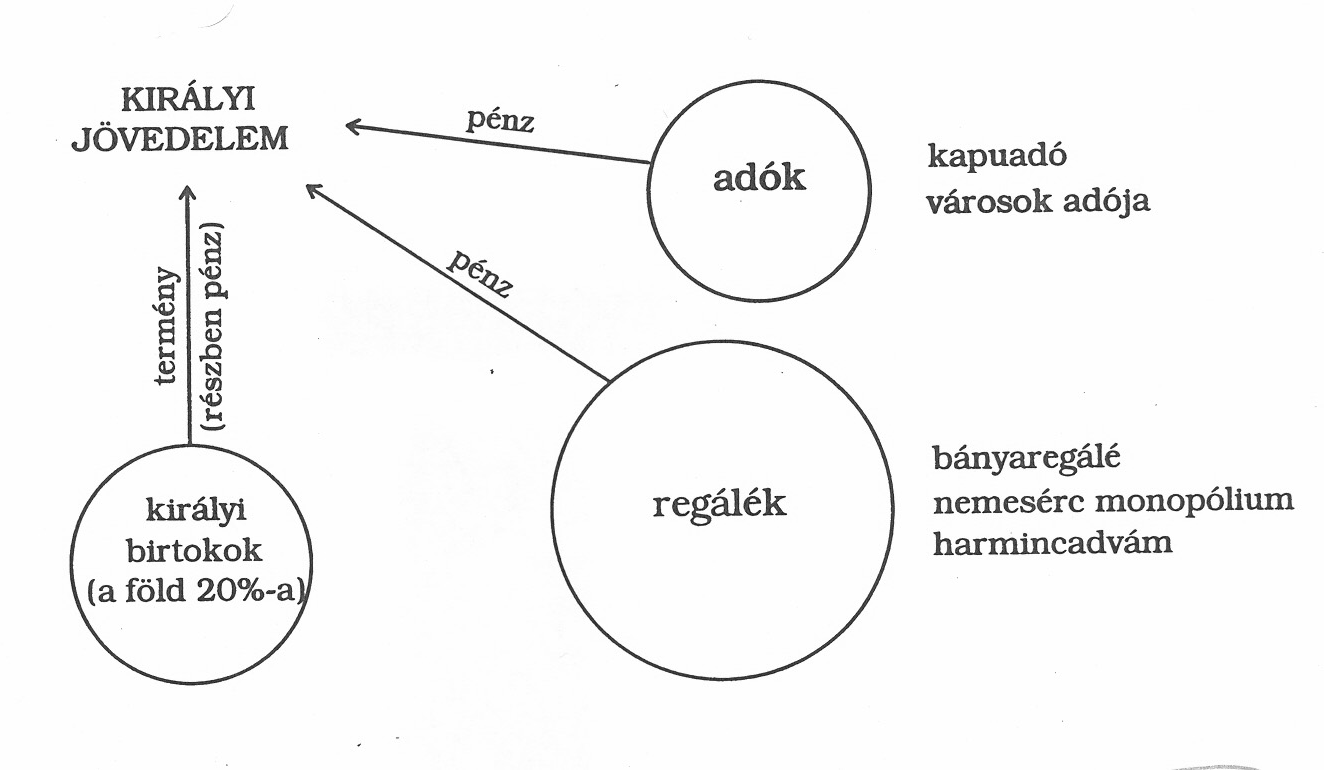 KIRÁLYI
JÖVEDELEM
pénz
adók
kapuadó
városok adója
pénz
termény
(részben pénz)
regálék
bányaregálé
nemesérc monopólium
harmincadvám
királyi
birtokok
(a föld 20%-a)